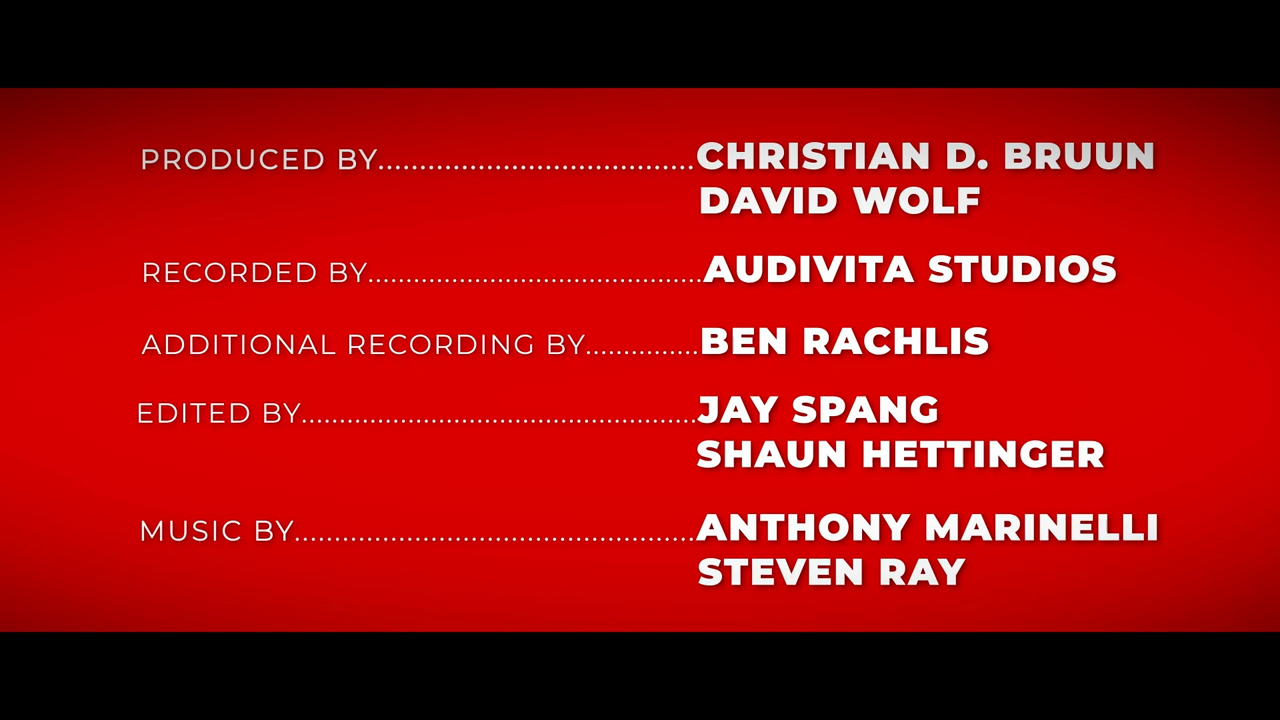 PRODUCED BY........................................CHRISTIAN D. BRUUN
DAVID WOLF
RECORDED BY...........................................AUDIVITA STUDIOS
ADDITIONAL RECORDING BY...............BEN RACHLIS
EDITED BY...................................................JAY SPANG
SHAUN HETTINGER
MUSIC BY....................................................ANTHONY MARINELLI
STEVEN RAY